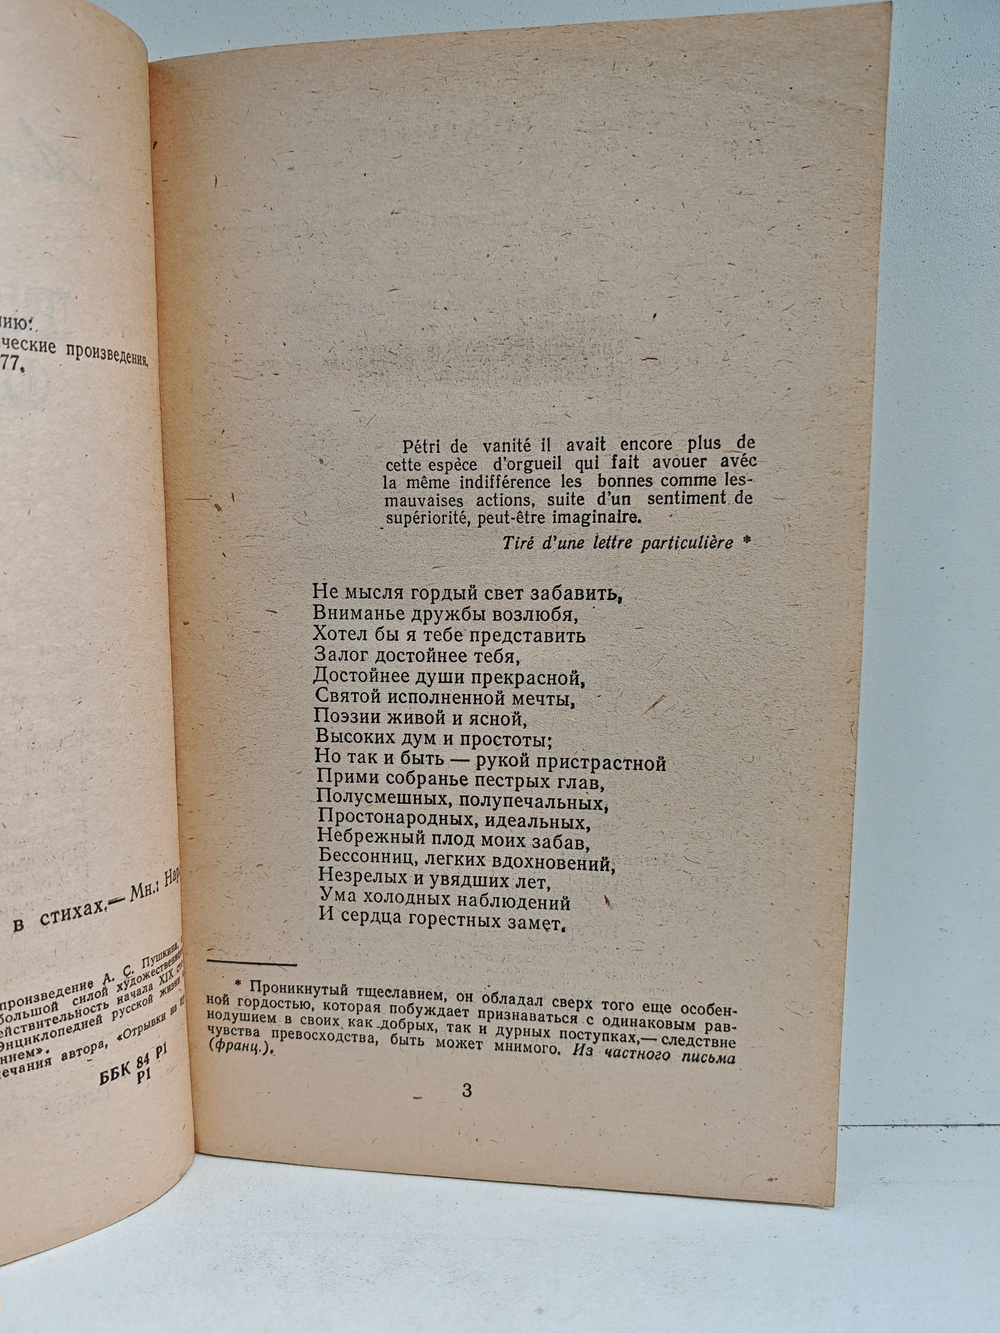 нию:
ческие произведения,
77.
в стихах.— Мн.: Нар
произведение А. С. Пушкина,
большой силой художественно
действительность начала XIX ст
энциклопедией русской жизни и
нием».
ечания автора, «Отрывки из пу
ББК 84 Р1
Р1
Pétri de vanité il avait encore plus de
cette espèce d'orgueil qui fait avouer avéc
la même indifférence les bonnes comme les
mauvaises actions, suite d'un sentiment de
supériorité, peut-être imaginaire.
Tiré d'une lettre particulière *
Не мысля гордый свет забавить,
Вниманье дружбы возлюбя,
Хотел бы я тебе представить
Залог достойнее тебя,
Достойнее души прекрасной,
Святой исполненной мечты,
Поэзии живой и ясной,
Высоких дум и простоты;
Но так и быть — рукой пристрастной
Прими собранье пестрых глав,
Полусмешных, полупечальных,
Простонародных, идеальных,
Небрежный плод моих забав,
Бессонниц, легких вдохновений,
Незрелых и увядших лет,
Ума холодных наблюдений
И сердца горестных замет.
* Проникнутый тщеславием, он обладал сверх того еще особен-
ной гордостью, которая побуждает признаваться с одинаковым рав-
нодушием в своих как добрых, так и дурных поступках,— следствие
чувства превосходства, быть может мнимого. Из частного письма
(франц.).
3